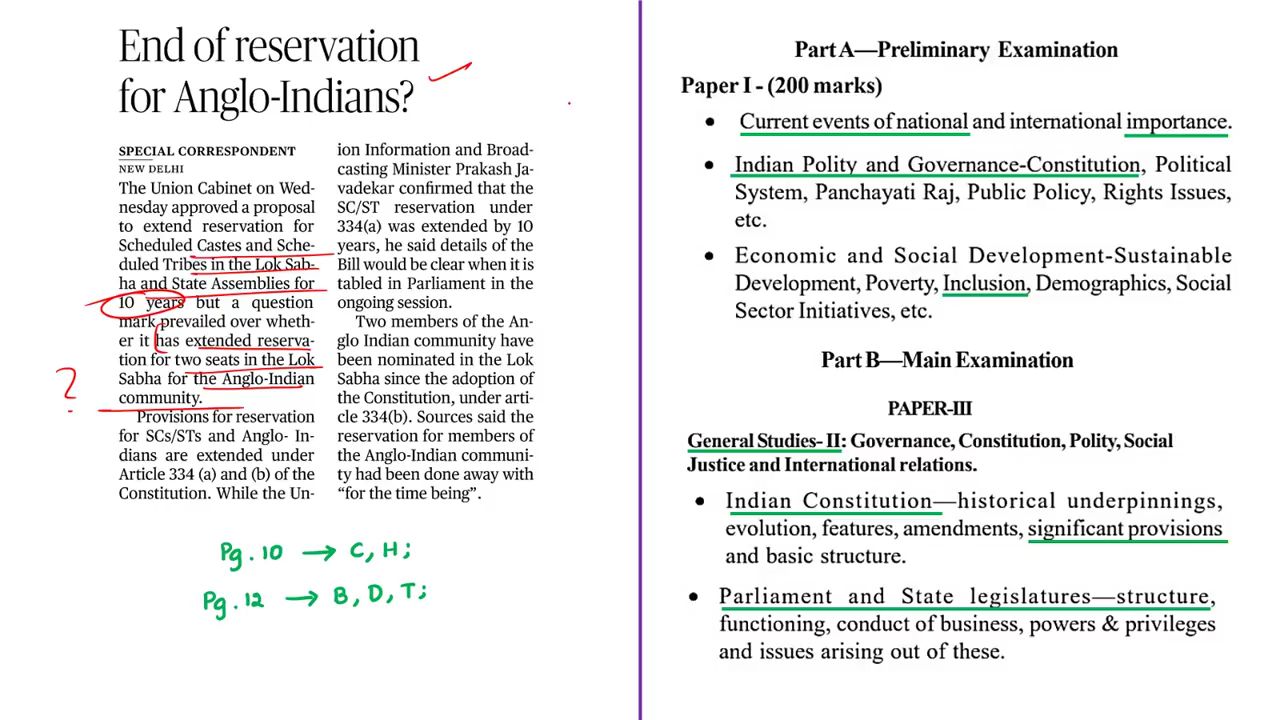 End of reservation
for Anglo-Indians?
SPECIAL CORRESPONDENT
NEW DELHI
The Union Cabinet on Wed-
nesday approved a proposal
to extend reservation for
Scheduled Castes and Sche-
duled Tribes in the Lok Sab-
ha and State Assemblies for
10 years but a question
mark prevailed over wheth-
er it has extended reserva-
tion for two seats in the Lok
Sabha for the Anglo-Indian
community.
?
Provisions for reservation
for SCs/STs and Anglo- In-
dians are extended under
Article 334 (a) and (b) of the
Constitution. While the Un-
ion Information and Broad-
casting Minister Prakash Ja-
vadekar confirmed that the
SC/ST reservation under
334(a) was extended by 10
years, he said details of the
Bill would be clear when it is
tabled in Parliament in the
ongoing session.
Two members of the An-
glo Indian community have
been nominated in the Lok
Sabha since the adoption of
the Constitution, under arti-
cle 334(b). Sources said the
reservation for members of
the Anglo-Indian communi-
ty had been done away with
“for the time being”.
Pg. 10 → C, H;
Pg. 12 → B, D, T;
Part A—Preliminary Examination
Paper I - (200 marks)
• Current events of national and international importance.
• Indian Polity and Governance-Constitution, Political
System, Panchayati Raj, Public Policy, Rights Issues,
etc.
• Economic and Social Development-Sustainable
Development, Poverty, Inclusion, Demographics, Social
Sector Initiatives, etc.
Part B—Main Examination
PAPER-III
General Studies- II: Governance, Constitution, Polity, Social
Justice and International relations.
• Indian Constitution—historical underpinnings,
evolution, features, amendments, significant provisions
and basic structure.
• Parliament and State legislatures—structure,
functioning, conduct of business, powers & privileges
and issues arising out of these.